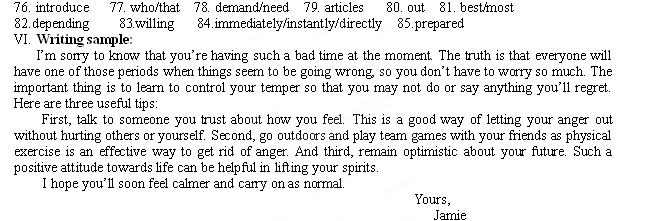 76. introduce 77. who/that 78. demand/need 79. articles 80. out 81. best/most
82.depending 83.willing 84.immediately/instantly/directly 85.prepared
VI. Writing sample:
I'm sorry to know that you're having such a bad time at the moment. The truth is that everyone will
have one of those periods when things seem to be going wrong, so you don't have to worry so much. The
important thing is to learn to control your temper so that you may not do or say anything you'll regret.
Here are three useful tips:
First, talk to someone you trust about how you feel. This is a good way of letting your anger out
without hurting others or yourself. Second, go outdoors and play team games with your friends as physical
exercise is an effective way to get rid of anger. And third, remain optimistic about your future. Such a
positive attitude towards life can be helpful in lifting your spirits.
I hope you'll soon feel calmer and carry on as normal.
Yours,
Jamie